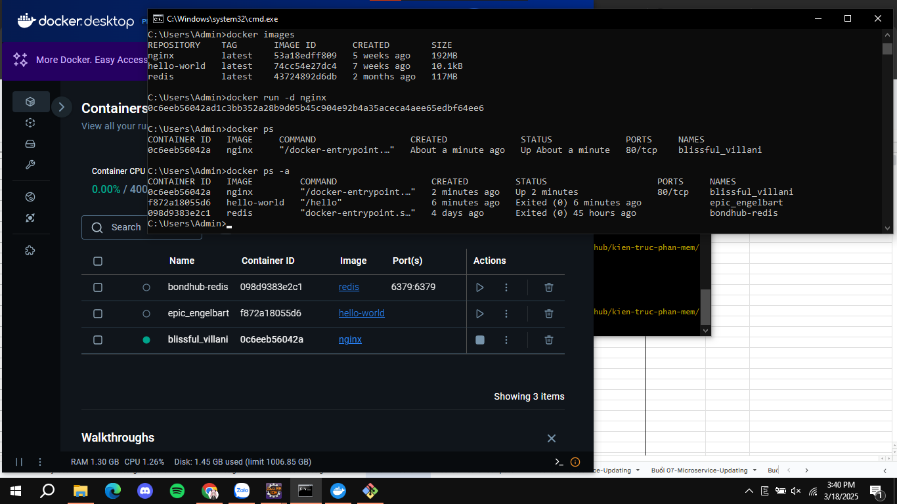 docker.desktop
C:\Windows\system32\cmd.exe
C:\Users\Admin>docker images
REPOSITORY TAG IMAGE ID CREATED SIZE
nginx latest 53a18edff809 5 weeks ago 192MB
hello-world latest 74cc54e27dc4 7 weeks ago 10.1kB
redis latest 43724892d6db 2 months ago 117MB
C:\Users\Admin>docker run -d nginx
0c6eeb56042ad1c3bb352a28b9d05b45c904e92b4a35aceca4aee65edbf64ee6
C:\Users\Admin>docker ps
CONTAINER ID IMAGE COMMAND CREATED STATUS PORTS NAMES
0c6eeb56042a nginx "/docker-entrypoint.…" About a minute ago Up About a minute 80/tcp blissful_villani
C:\Users\Admin>docker ps -a
CONTAINER ID IMAGE COMMAND CREATED STATUS PORTS NAMES
0c6eeb56042a nginx "/docker-entrypoint.…" 2 minutes ago Up 2 minutes 80/tcp blissful_villani
f872a18055d6 hello-world "/hello" 6 minutes ago Exited (0) 6 minutes ago epic_engelbart
098d9383e2c1 redis "docker-entrypoint.s…" 4 days ago Exited (0) 45 hours ago bondhub-redis
C:\Users\Admin>
More Docker. Easy Access
Containers
View all your ru
Container CPU
0.00% / 400
Search
hub/kien-truc-phan-mem/
hub/kien-truc-phan-mem/
Name Container ID Image Port(s) Actions
bondhub-redis 098d9383e2c1 redis 6379:6379
epic_engelbart f872a18055d6 hello-world
blissful_villani 0c6eeb56042a nginx
Showing 3 items
Walkthroughs
RAM 1.30 GB CPU 1.26% Disk: 1.45 GB used (limit 1006.85 GB)
ce-Updating Buổi 07-Microservice-Updating Buổ
3:40 PM
3/18/2025
1